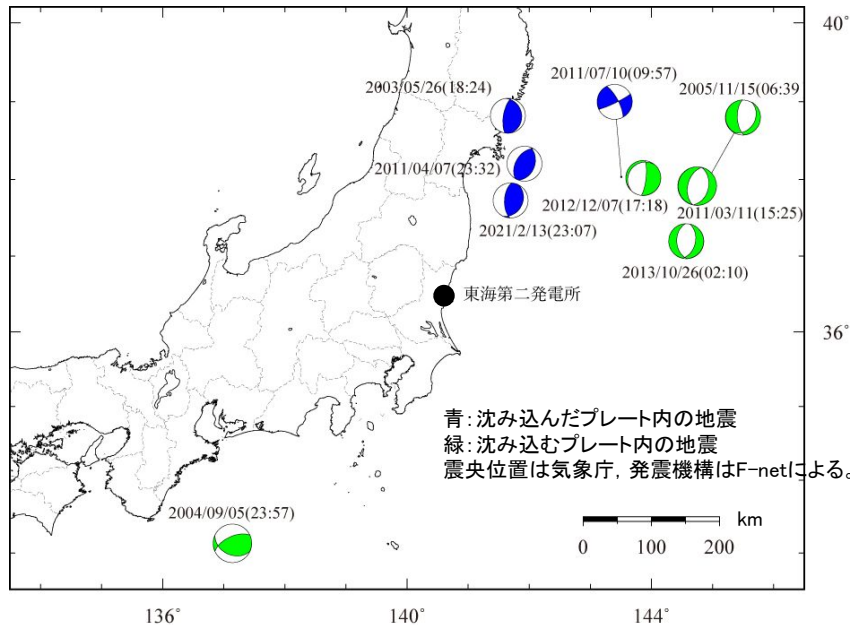 40°
2011/07/10(09:57)
2003/05/26(18:24)
2005/11/15(06:39
2011/04/07(23:32)
2012/12/07(17:18)
2011/03/11(15:25)
2021/2/13(23:07)
2013/10/26(02:10)
東海第二発電所
36°
青:沈み込んだプレート内の地震
緑:沈み込むプレート内の地震
震央位置は気象庁, 発震機構はF-netによる。
2004/09/05(23:57)
km
0 100 200
136° 140° 144°